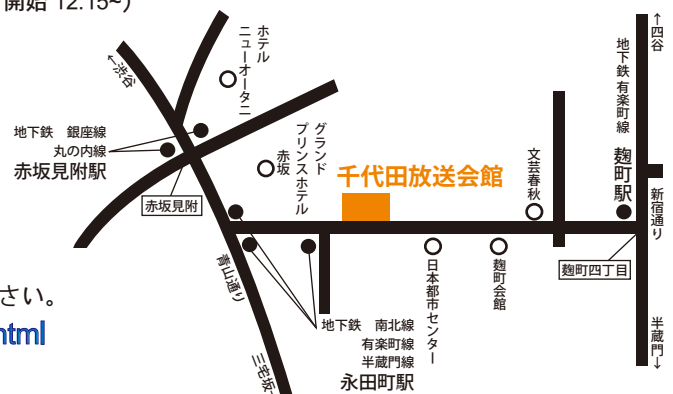 開始 12:15~)
←渋谷
ホテル
ニューオータニ
地下鉄 銀座線
丸の内線
赤坂見附駅
赤坂見附
グランド
プリンスホテル
赤坂
千代田放送会館
文芸春秋
地下鉄 有楽町線
麹町駅
↑四谷
新宿通り
麹町四丁目
半蔵門↓
青山通り
三宅坂
地下鉄 南北線
有楽町線
半蔵門線
永田町駅
日本都市センター
麹町会館
さい。
html